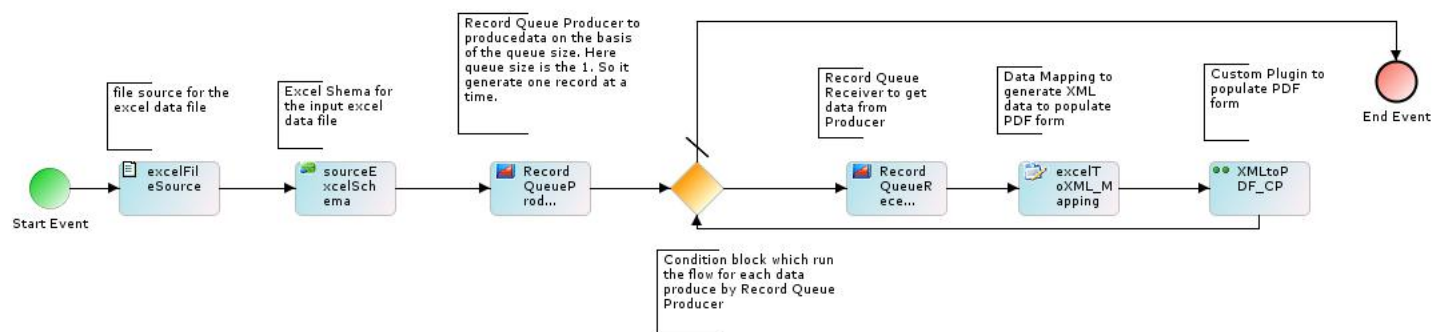 Record Queue Producer to
producedata on the basis
of the queue size. Here
queue size is the 1. So it
generate one record at a
time.
file source for the
excel data file
Excel Shema for
the input excel
data file
Record Queue
Receiver to get
data from
Producer
Data Mapping to
generate XML
data to populate
PDF form
Custom Plugin to
populate PDF
form
End Event
Start Event
excelFil
eSource
sourceE
xcelSch
ema
Record
QueueP
rod...
Record
QueueR
ece...
excelT
oXML_M
apping
XMLtoP
DF_CP
Condition block which run
the flow for each data
produce by Record Queue
Producer